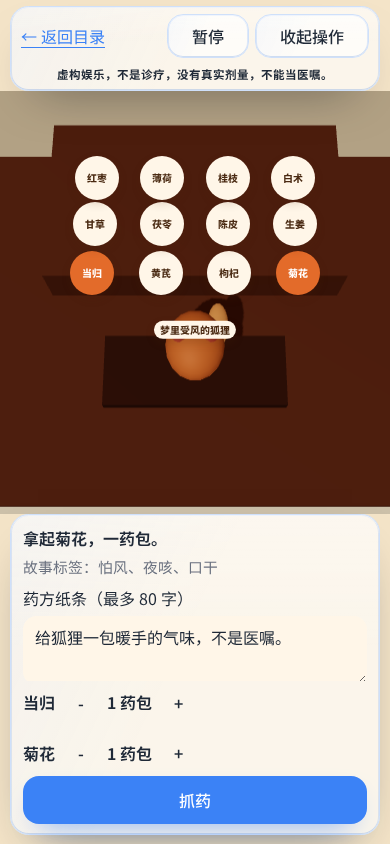 ← 返回目录
暂停
收起操作
虚构娱乐，不是诊疗，没有真实剂量，不能当医嘱。
红枣 薄荷 桂枝 白术
甘草 茯苓 陈皮 生姜
当归 黄芪 枸杞 菊花
梦里受风的狐狸
拿起菊花，一药包。
故事标签：怕风、夜咳、口干
药方纸条（最多 80 字）
给狐狸一包暖手的气味，不是医嘱。
当归 - 1 药包 +
菊花 - 1 药包 +
抓药